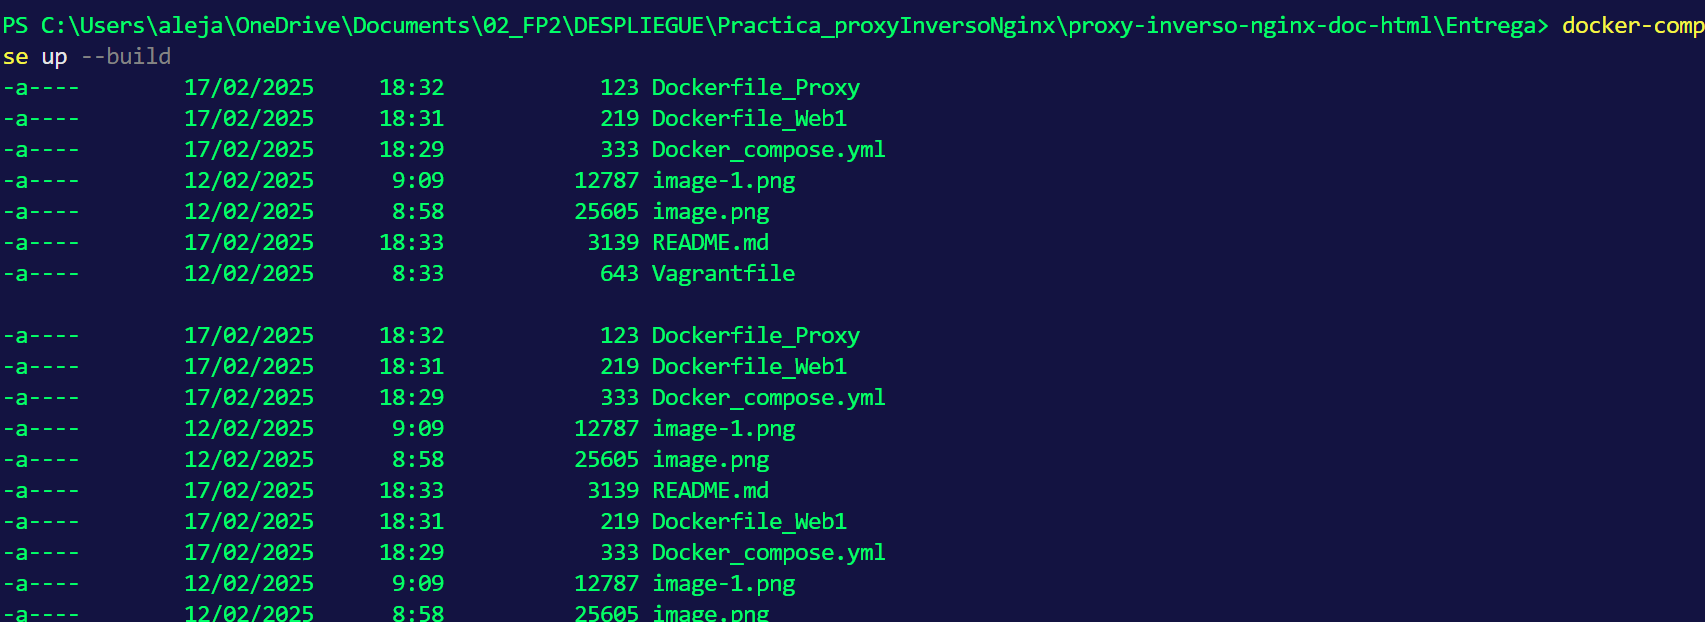 PS C:\Users\aleja\OneDrive\Documents\02_FP2\DESPLIEGUE\Practica_proxyInversoNginx\proxy-inverso-nginx-doc-html\Entrega> docker-comp
se up --build
-a----        17/02/2025     18:32            123 Dockerfile_Proxy
-a----        17/02/2025     18:31            219 Dockerfile_Web1
-a----        17/02/2025     18:29            333 Docker_compose.yml
-a----        12/02/2025      9:09          12787 image-1.png
-a----        12/02/2025      8:58          25605 image.png
-a----        17/02/2025     18:33           3139 README.md
-a----        12/02/2025      8:33            643 Vagrantfile

-a----        17/02/2025     18:32            123 Dockerfile_Proxy
-a----        17/02/2025     18:31            219 Dockerfile_Web1
-a----        17/02/2025     18:29            333 Docker_compose.yml
-a----        12/02/2025      9:09          12787 image-1.png
-a----        12/02/2025      8:58          25605 image.png
-a----        17/02/2025     18:33           3139 README.md
-a----        17/02/2025     18:31            219 Dockerfile_Web1
-a----        17/02/2025     18:29            333 Docker_compose.yml
-a----        12/02/2025      9:09          12787 image-1.png
-a----        12/02/2025      8:58          25605 image.png